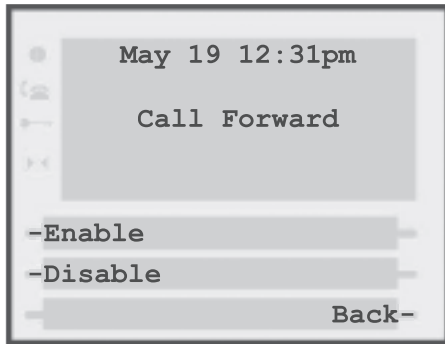 May 19 12:31pm
Call Forward
-Enable
-Disable
Back-